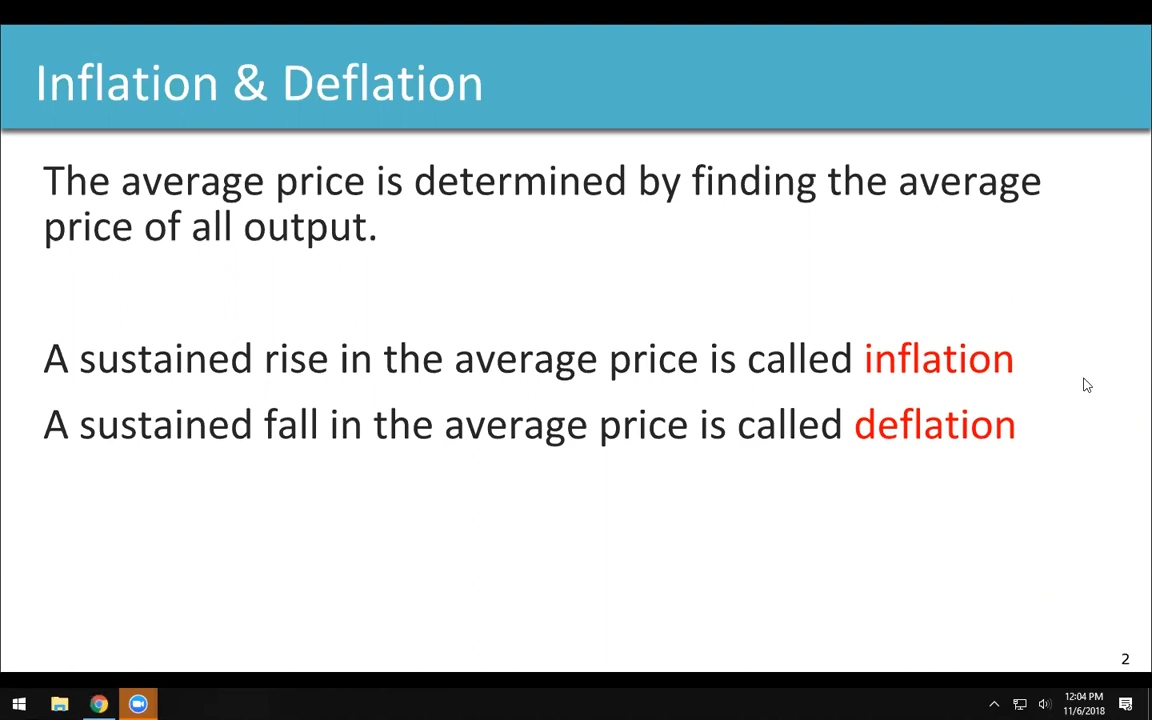 Inflation & Deflation
The average price is determined by finding the average
price of all output.
A sustained rise in the average price is called inflation
A sustained fall in the average price is called deflation
2
12:04 PM
11/6/2018